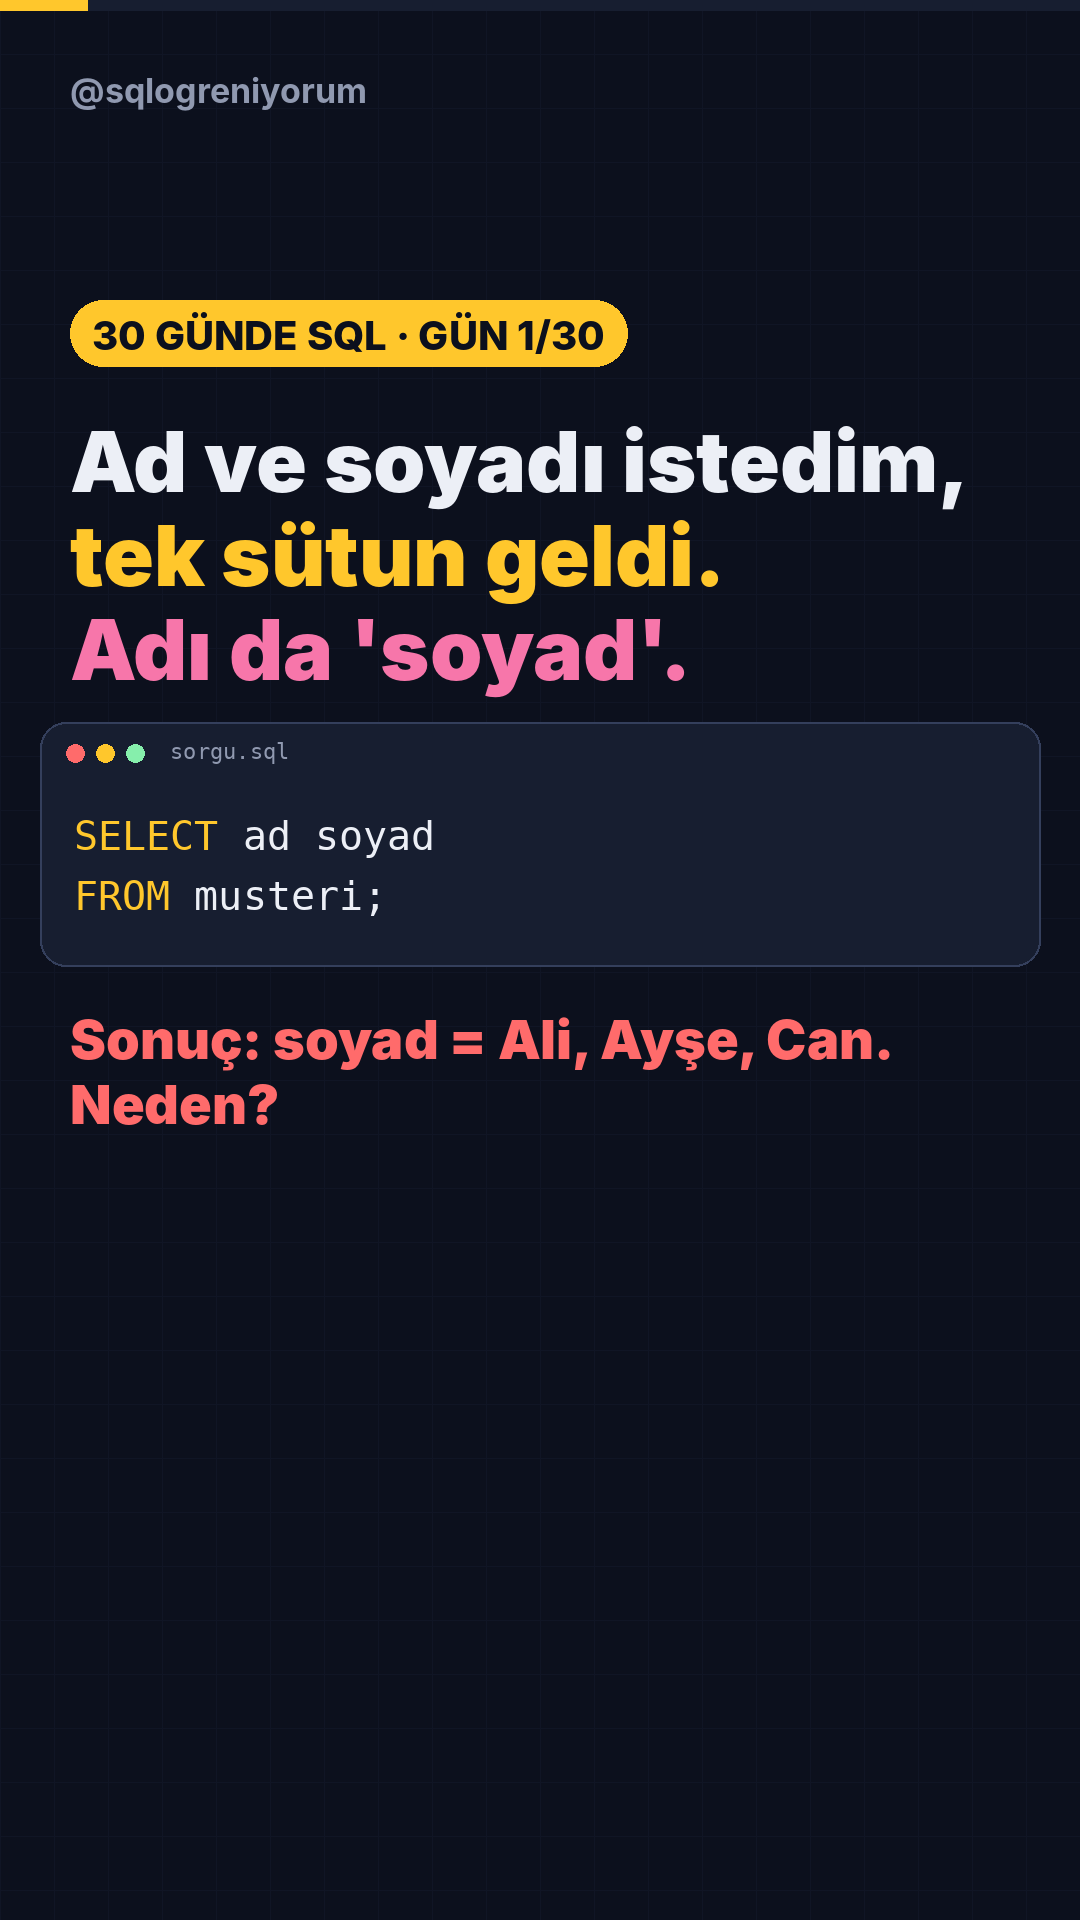 @sqlogreniyorum
30 GÜNDE SQL · GÜN 1/30
Ad ve soyadı istedim,
tek sütun geldi.
Adı da 'soyad'.
sorgu.sql
SELECT ad soyad
FROM musteri;
Sonuç: soyad = Ali, Ayşe, Can.
Neden?